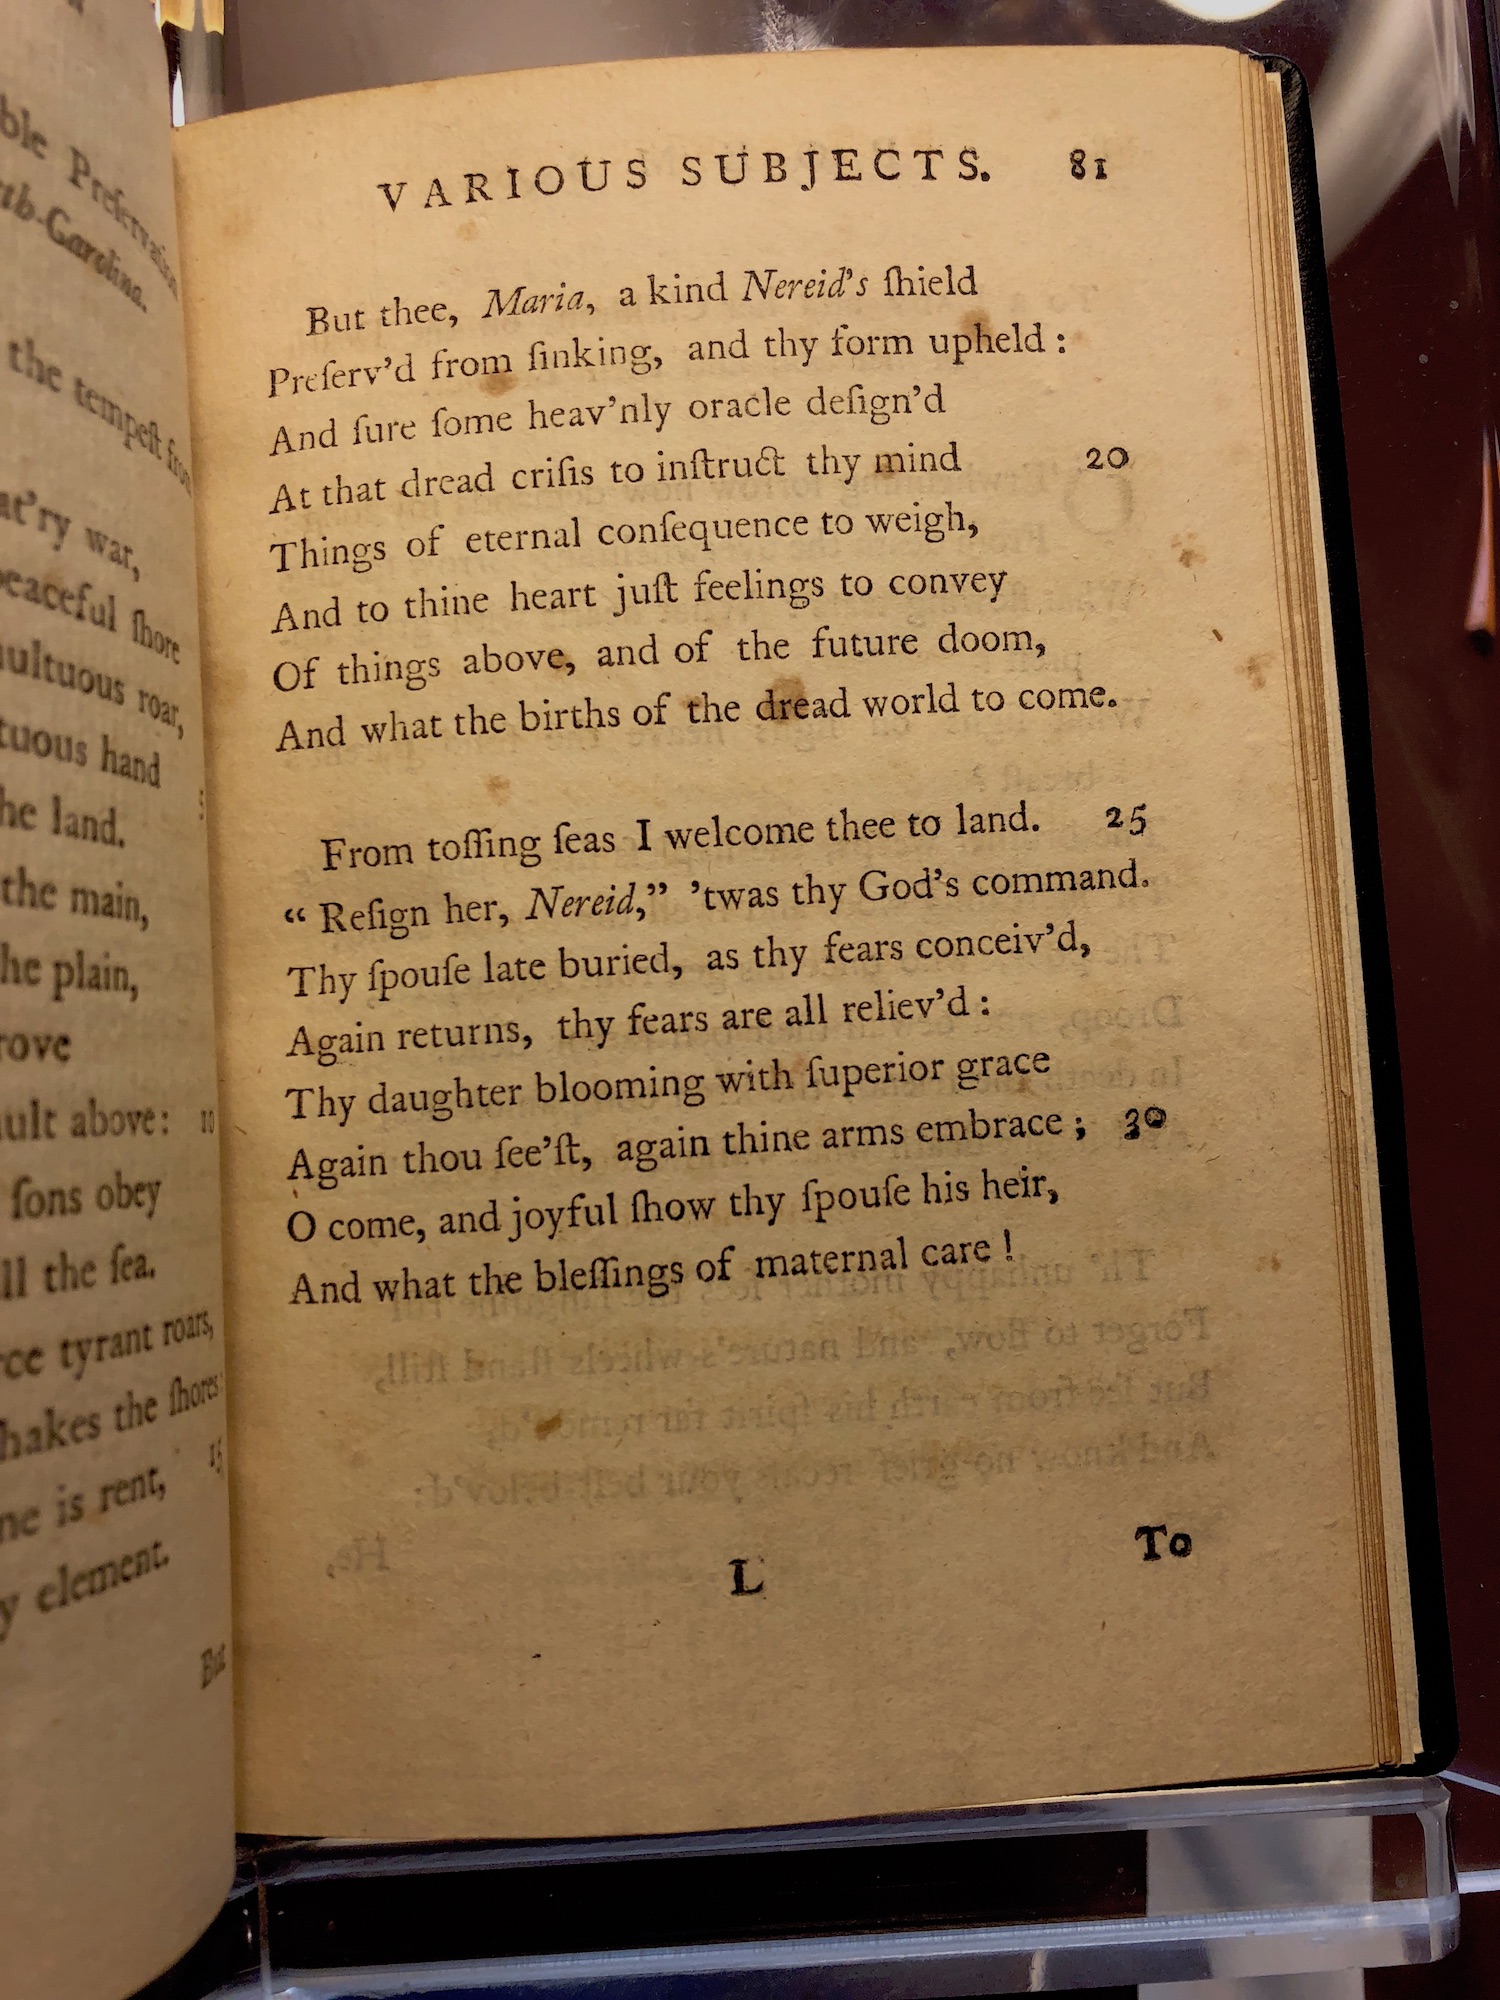 ble Preservation
th-Carolina.
the tempeſt from
at'ry war,
peaceful ſhore
ultuous roar,
tuous hand
5
he land.
the main,
he plain,
rove
ault above: 10
ſons obey
ll the ſea.
rce tyrant roars,
hakes the ſhores
15
ne is rent,
y element.
But
VARIOUS SUBJECTS. 81
But thee, Maria, a kind Nereid's ſhield
Preſerv'd from ſinking, and thy form upheld :
And ſure ſome heav'nly oracle deſign'd
At that dread criſis to inſtruct thy mind 20
Things of eternal conſequence to weigh,
And to thine heart juſt feelings to convey
Of things above, and of the future doom,
And what the births of the dread world to come.
From toſſing ſeas I welcome thee to land. 25
“ Reſign her, Nereid,” 'twas thy God's command.
Thy ſpouſe late buried, as thy fears conceiv'd,
Again returns, thy fears are all reliev'd :
Thy daughter blooming with ſuperior grace
Again thou ſee'ſt, again thine arms embrace ; 30
O come, and joyful ſhow thy ſpouſe his heir,
And what the bleſſings of maternal care !
L
To